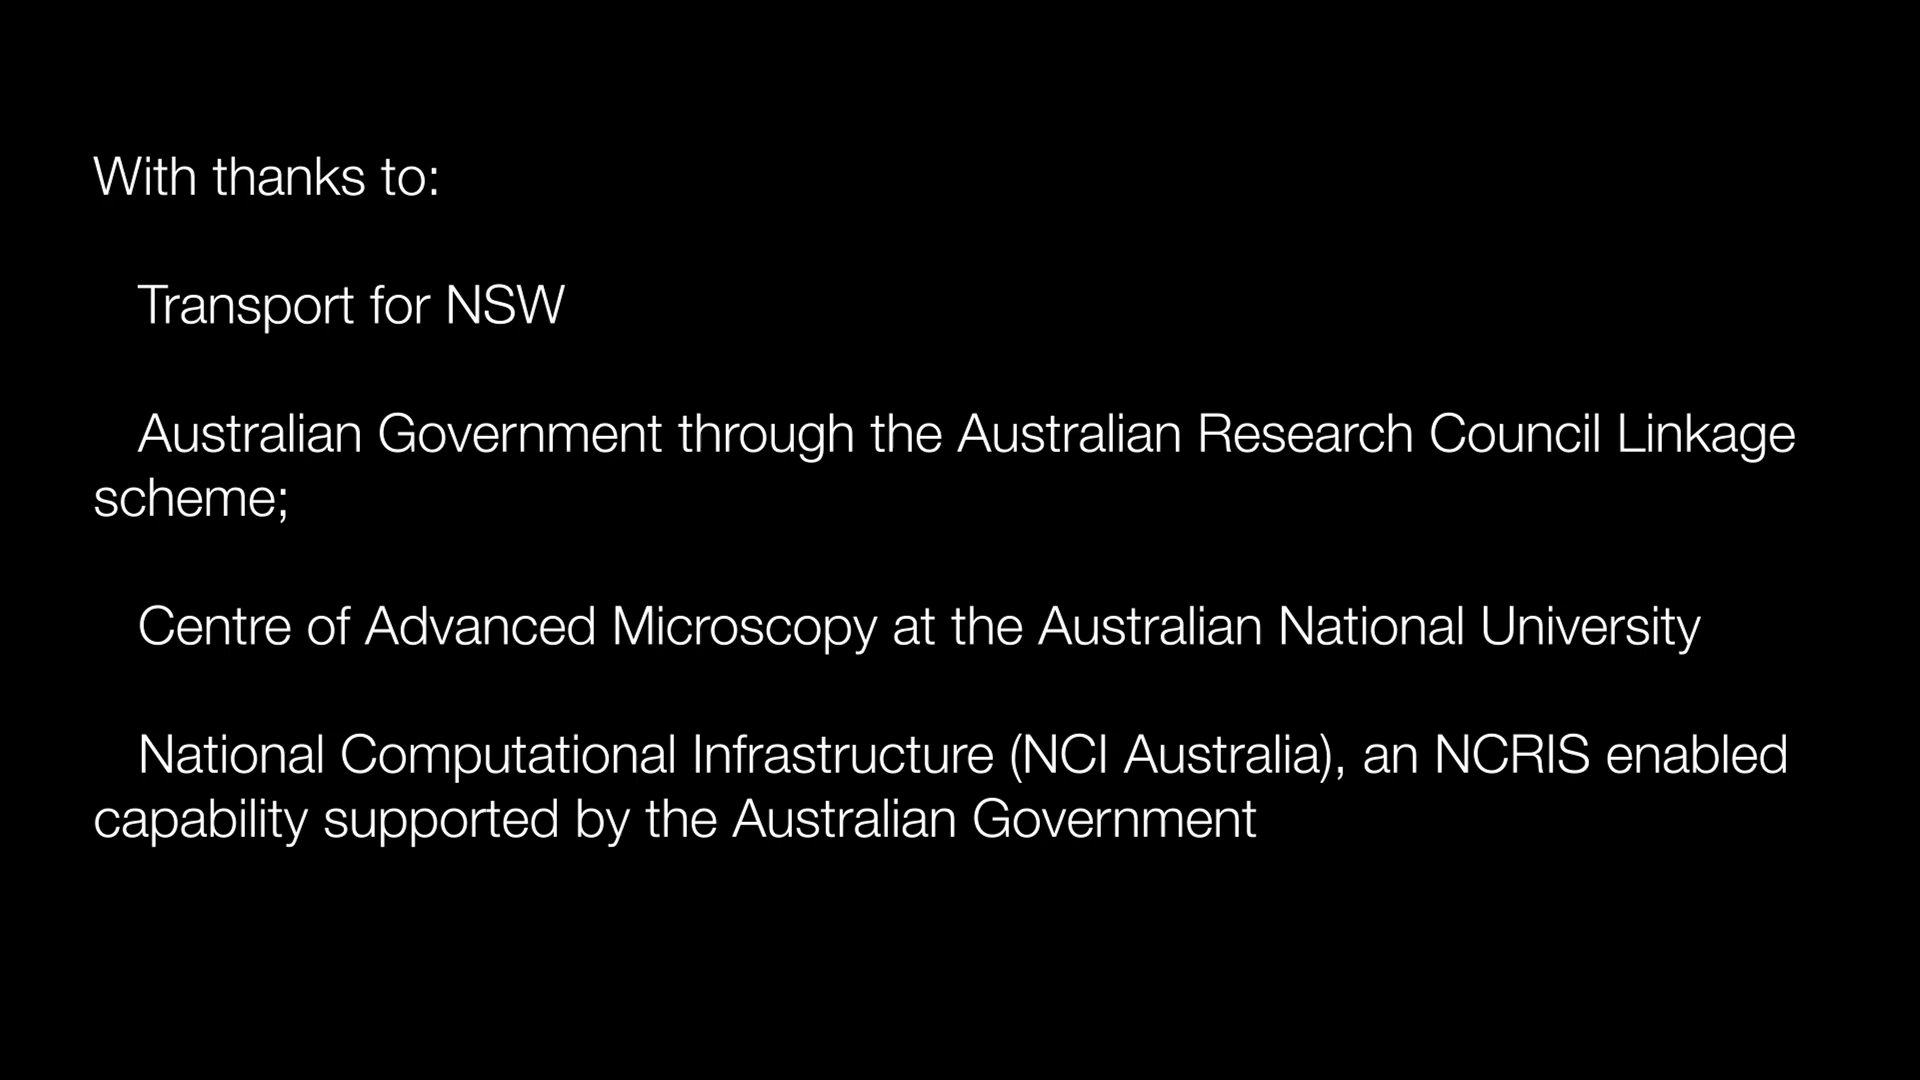 With thanks to:
Transport for NSW
Australian Government through the Australian Research Council Linkage
scheme;
Centre of Advanced Microscopy at the Australian National University
National Computational Infrastructure (NCI Australia), an NCRIS enabled
capability supported by the Australian Government